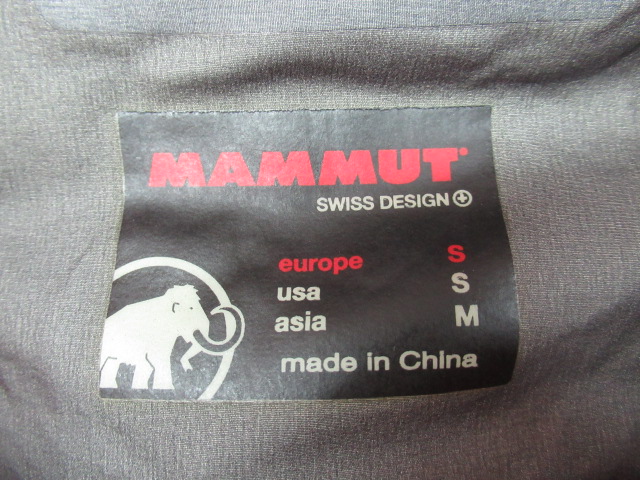 MAMMUT
SWISS DESIGN
europe S
usa S
asia M
made in China